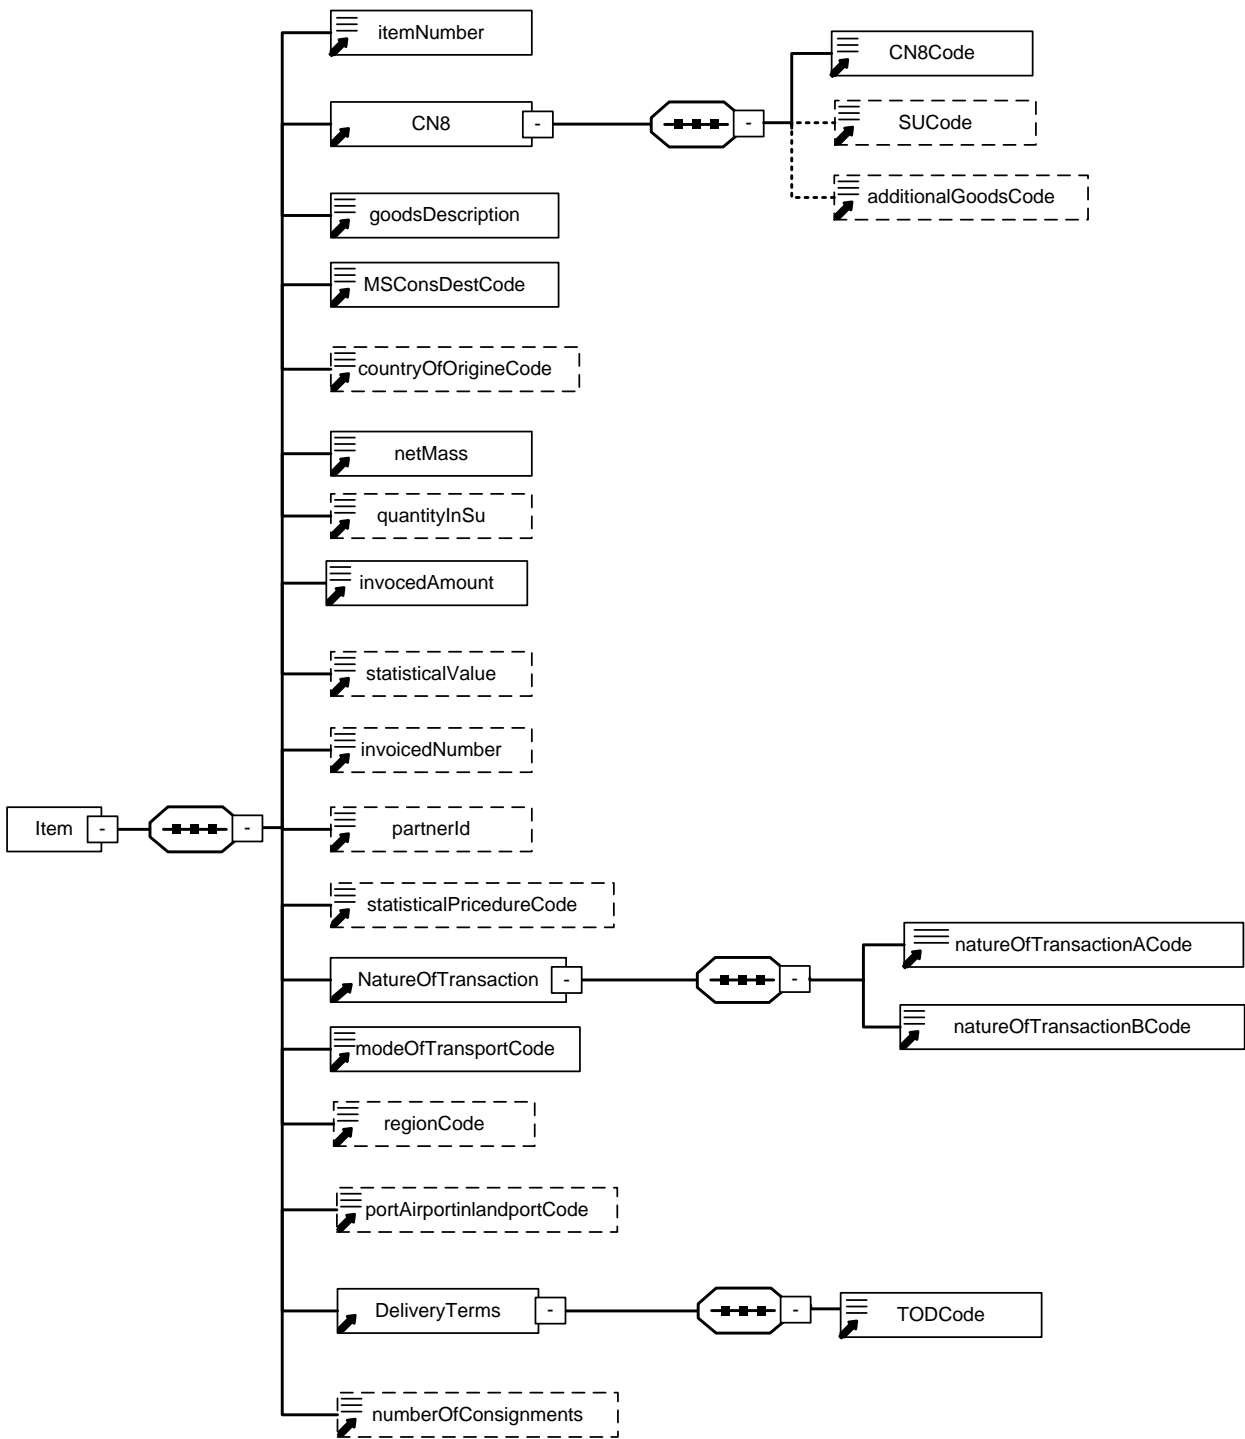 itemNumber
CN8
-
-
CN8Code
SUCode
additionalGoodsCode
goodsDescription
MSConsDestCode
countryOfOrigineCode
netMass
quantityInSu
invocedAmount
statisticalValue
invoicedNumber
Item
-
-
partnerId
statisticalPricedureCode
NatureOfTransaction
-
-
natureOfTransactionACode
natureOfTransactionBCode
modeOfTransportCode
regionCode
portAirportinlandportCode
DeliveryTerms
-
-
TODCode
numberOfConsignments